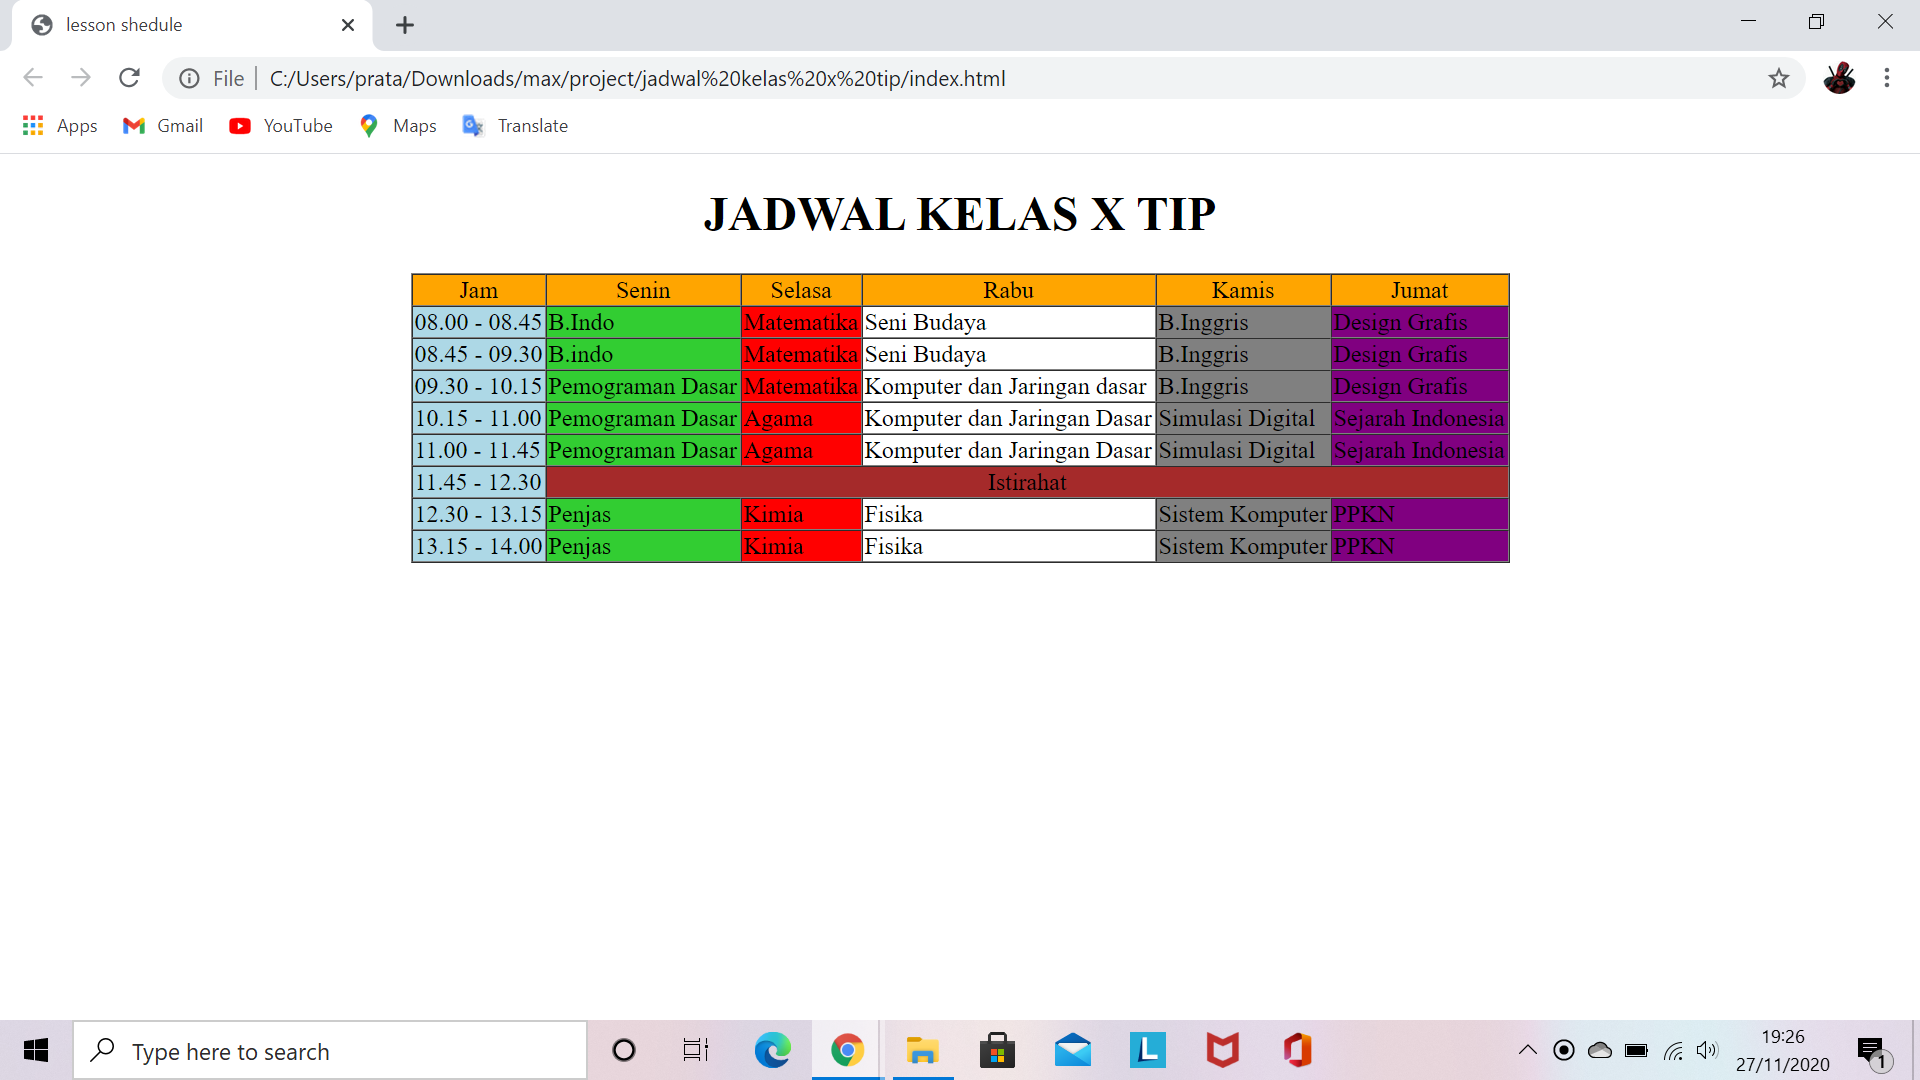 lesson shedule
File | C:/Users/prata/Downloads/max/project/jadwal%20kelas%20x%20tip/index.html
Apps Gmail YouTube Maps Translate
JADWAL KELAS X TIP
Jam Senin Selasa Rabu Kamis Jumat
08.00 - 08.45 B.Indo Matematika Seni Budaya B.Inggris Design Grafis
08.45 - 09.30 B.indo Matematika Seni Budaya B.Inggris Design Grafis
09.30 - 10.15 Pemograman Dasar Matematika Komputer dan Jaringan dasar B.Inggris Design Grafis
10.15 - 11.00 Pemograman Dasar Agama Komputer dan Jaringan Dasar Simulasi Digital Sejarah Indonesia
11.00 - 11.45 Pemograman Dasar Agama Komputer dan Jaringan Dasar Simulasi Digital Sejarah Indonesia
11.45 - 12.30 Istirahat
12.30 - 13.15 Penjas Kimia Fisika Sistem Komputer PPKN
13.15 - 14.00 Penjas Kimia Fisika Sistem Komputer PPKN
Type here to search
L
19:26
27/11/2020
1